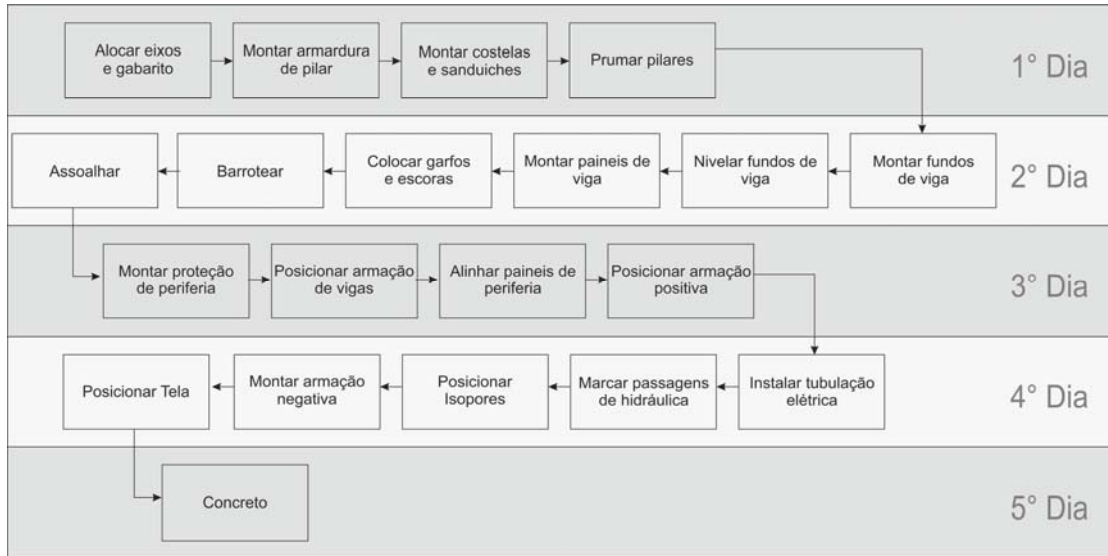 Alocar eixos
e gabarito
Montar armardura
de pilar
Montar costelas
e sanduiches
Prumar pilares
1° Dia
Assoalhar
Barrotear
Colocar garfos
e escoras
Montar paineis de
viga
Nivelar fundos de
viga
Montar fundos
de viga
2° Dia
Montar proteção
de periferia
Posicionar armação
de vigas
Alinhar paineis de
periferia
Posicionar armação
positiva
3° Dia
Posicionar Tela
Montar armação
negativa
Posicionar
Isopores
Marcar passagens
de hidráulica
Instalar tubulação
elétrica
4° Dia
Concreto
5° Dia